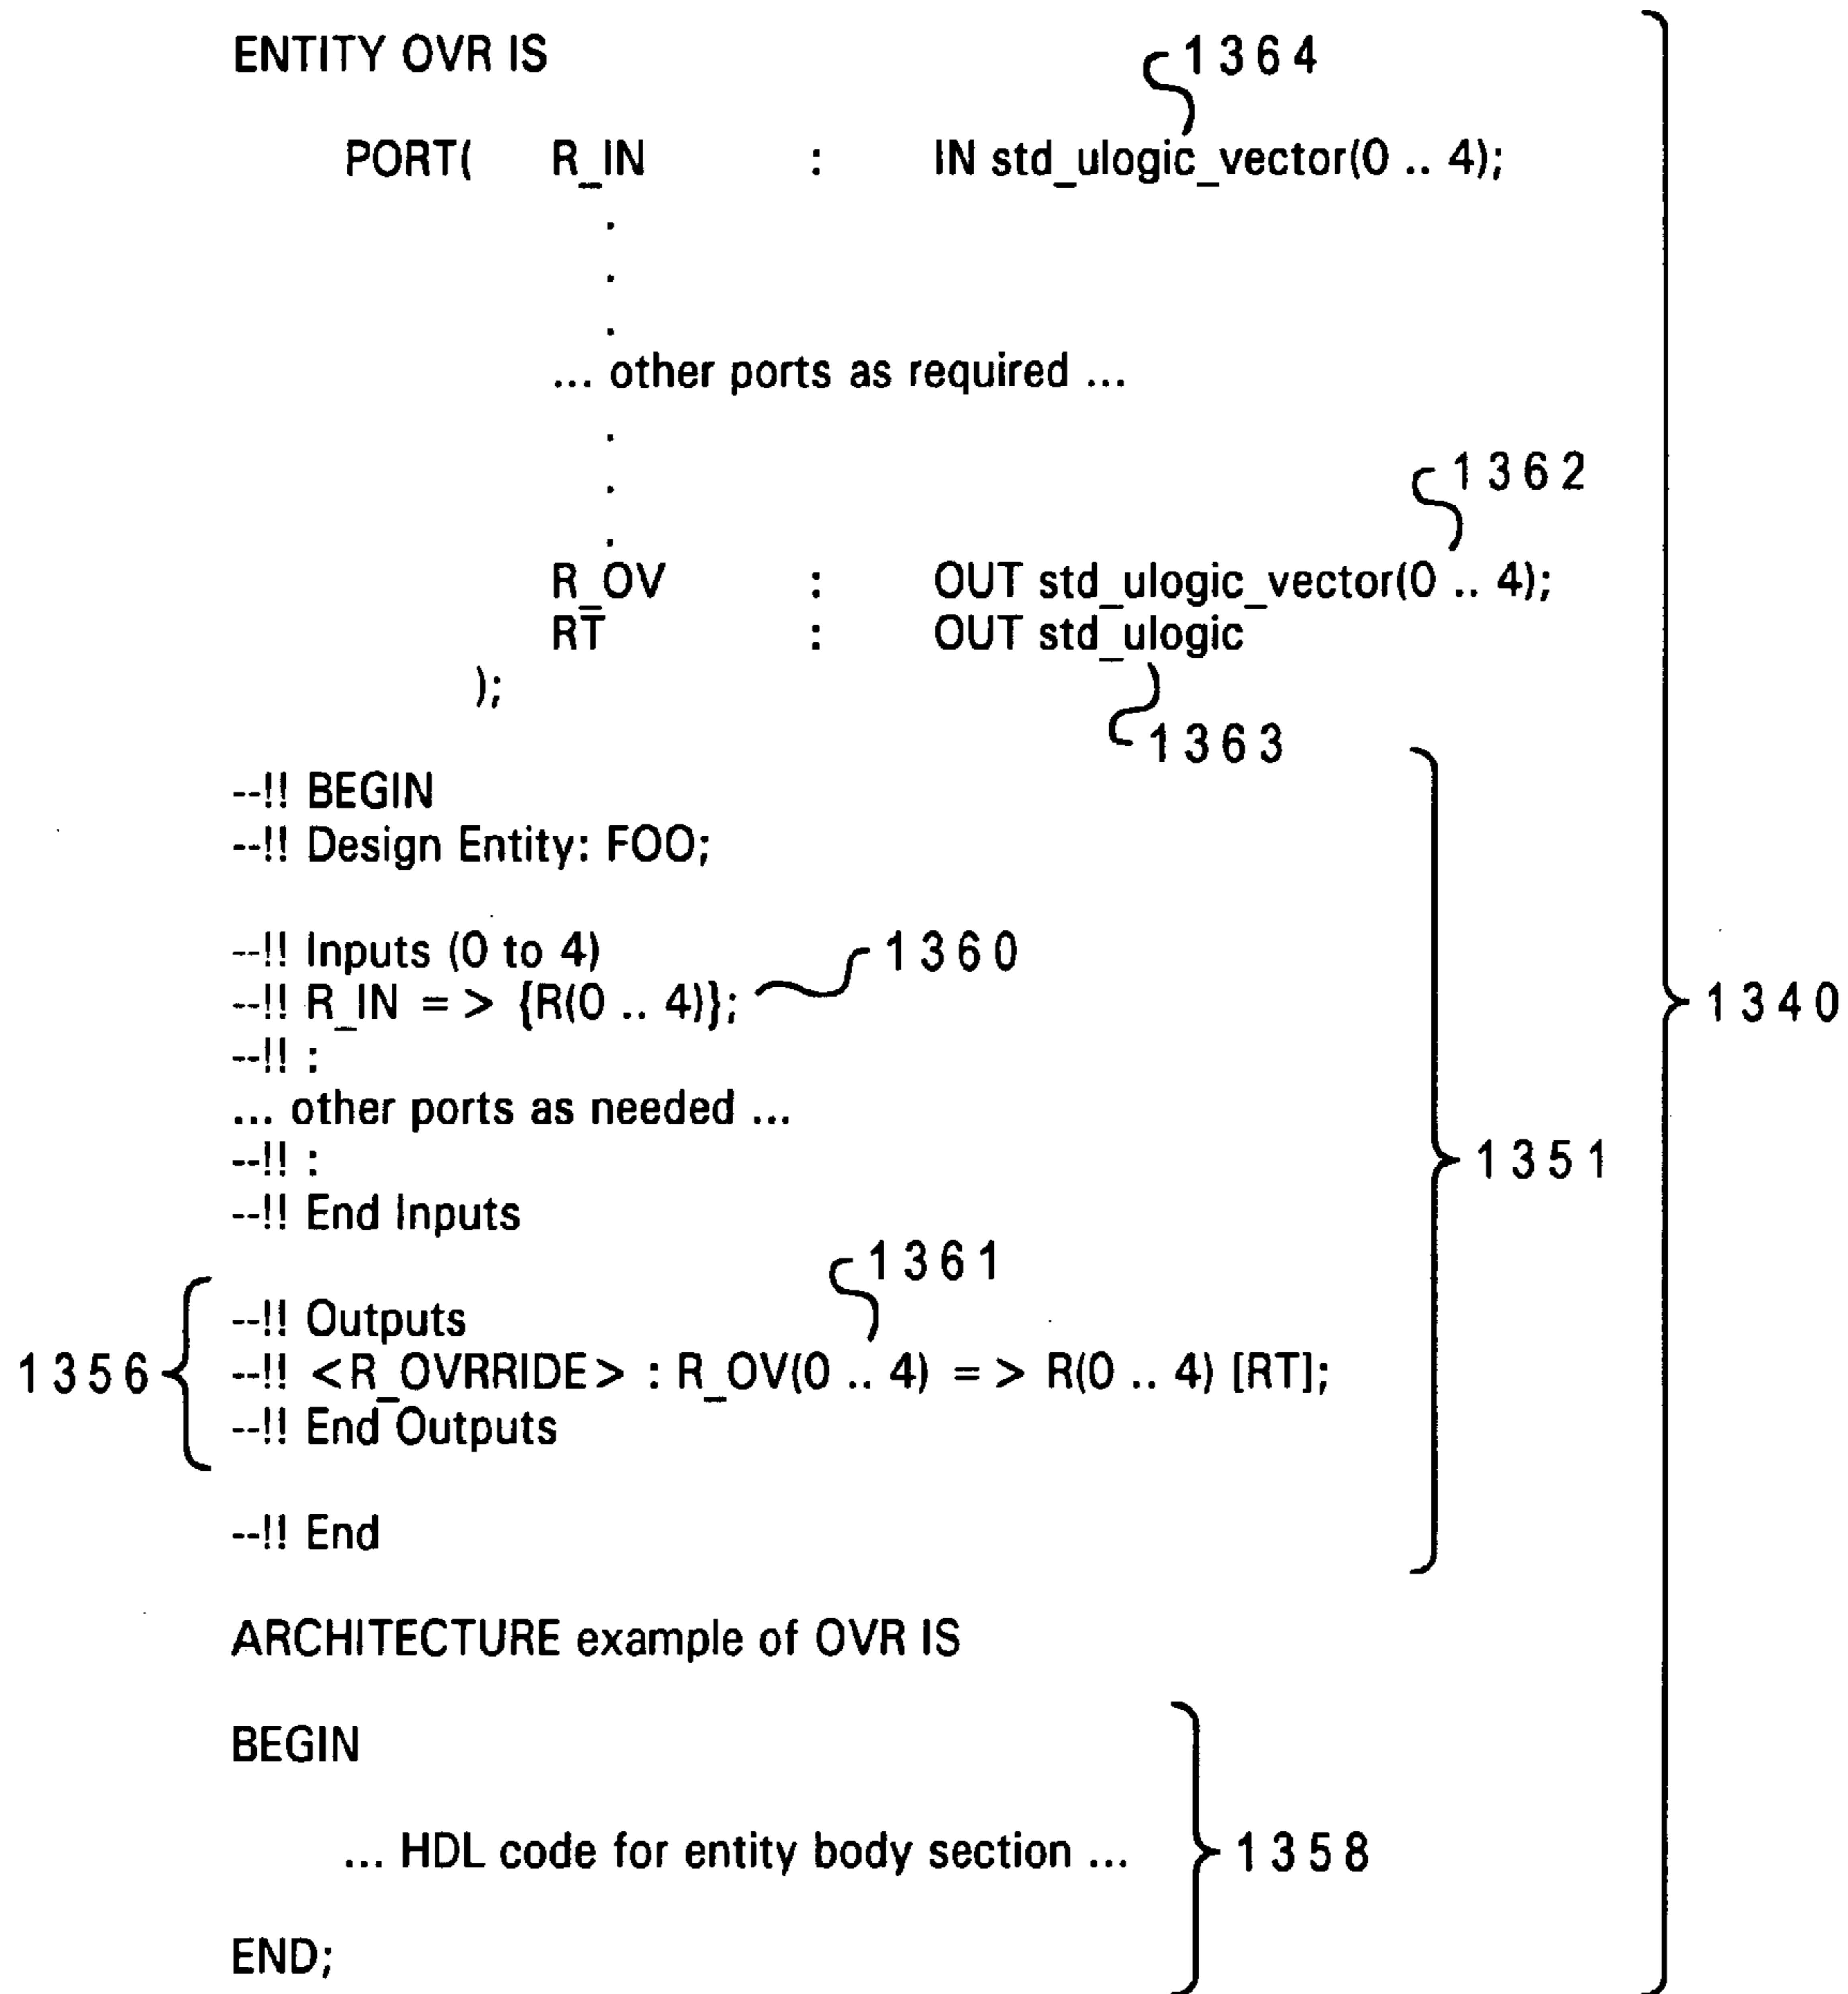 ENTITY OVR IS
1364
PORT( R_IN : IN std_ulogic_vector(0 .. 4);
.
.
.
... other ports as required ...
.
.
1362
.
R_OV : OUT std_ulogic_vector(0 .. 4);
RT : OUT std_ulogic
);
1363
--!! BEGIN
--!! Design Entity: FOO;
--!! Inputs (0 to 4)
1360
--!! R_IN => {R(0 .. 4)};
1340
--!! :
... other ports as needed ...
--!! :
1351
--!! End Inputs
1361
--!! Outputs
1356
--!! <R_OVRRIDE> : R_OV(0 .. 4) => R(0 .. 4) [RT];
--!! End Outputs
--!! End
ARCHITECTURE example of OVR IS
BEGIN
... HDL code for entity body section ...
1358
END;